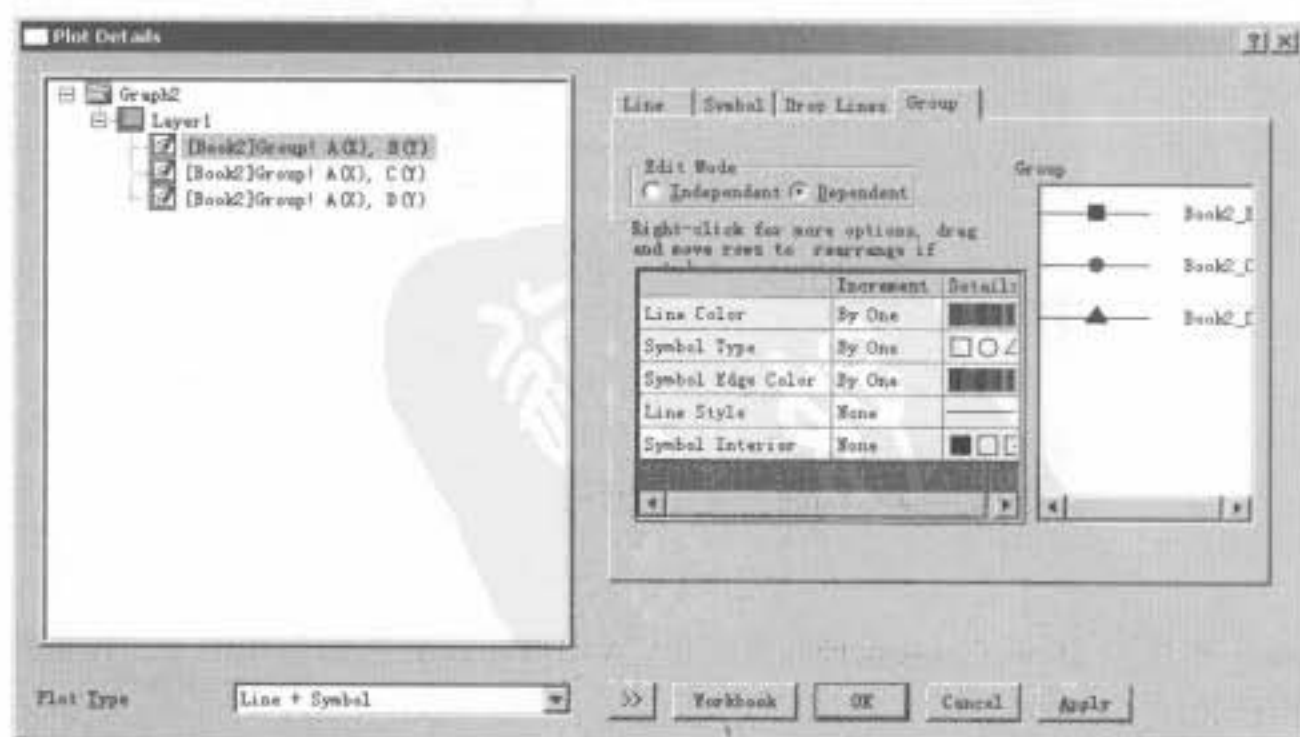 Plot Details
Graph2
Layer1
[Book2]Group! A(X), B(Y)
[Book2]Group! A(X), C(Y)
[Book2]Group! A(X), D(Y)
Plot Type
Line + Symbol
Line
Symbol
Drop Lines
Group
Edit Mode
Independent
Dependent
Right-click for more options, drag
and move rows to rearrange if
Increment
Details
Line Color
By One
Symbol Type
By One
Symbol Edge Color
By One
Line Style
None
Symbol Interior
None
Group
Book2_
Book2_
Book2_
>>
Workbook
OK
Cancel
Apply